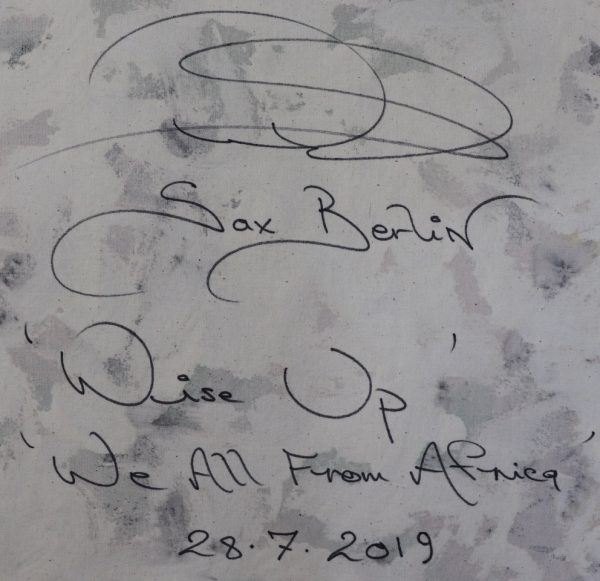 Sax Berlin
'Wise Up'
'We All From Africa'
28.7.2019